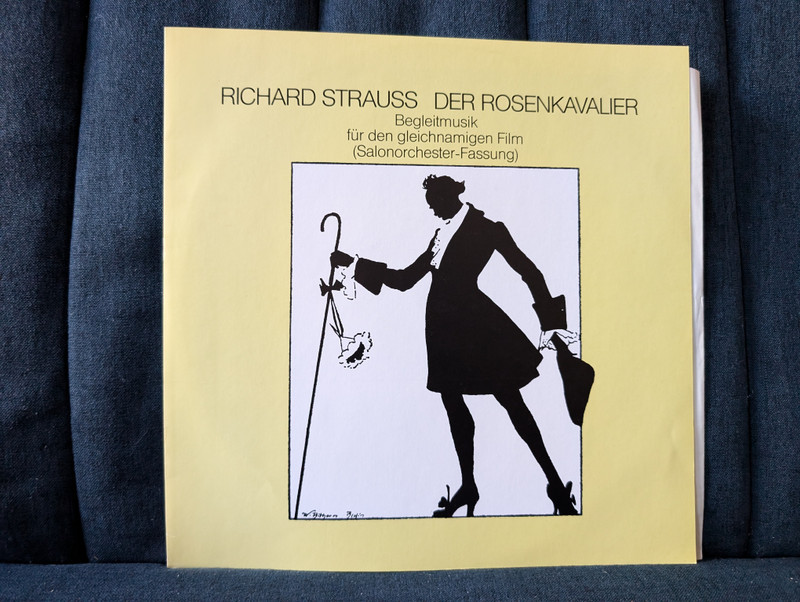 RICHARD STRAUSS DER ROSENKAVALIER
Begleitmusik
für den gleichnamigen Film
(Salonorchester-Fassung)